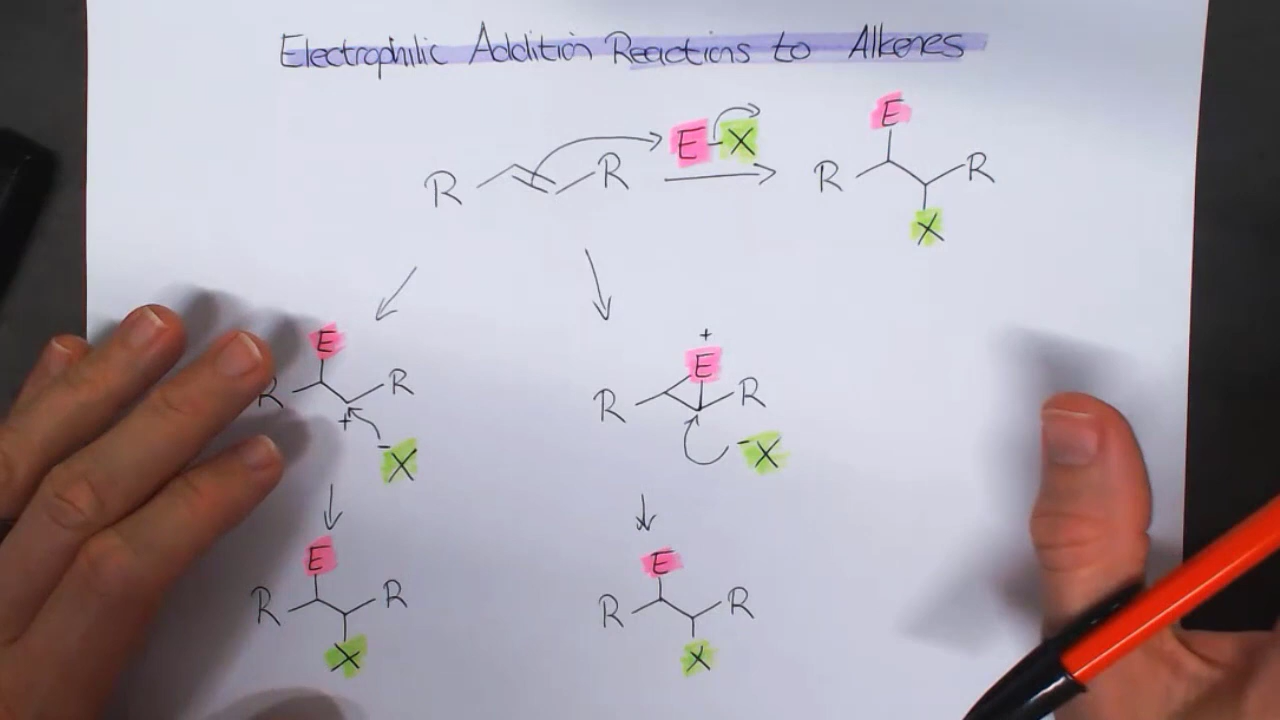 Electrophilic Addition Reactions to Alkenes
E
R R E X R R
X
+
E E
R R R R
+ - X - X
E E
R R R R
X X